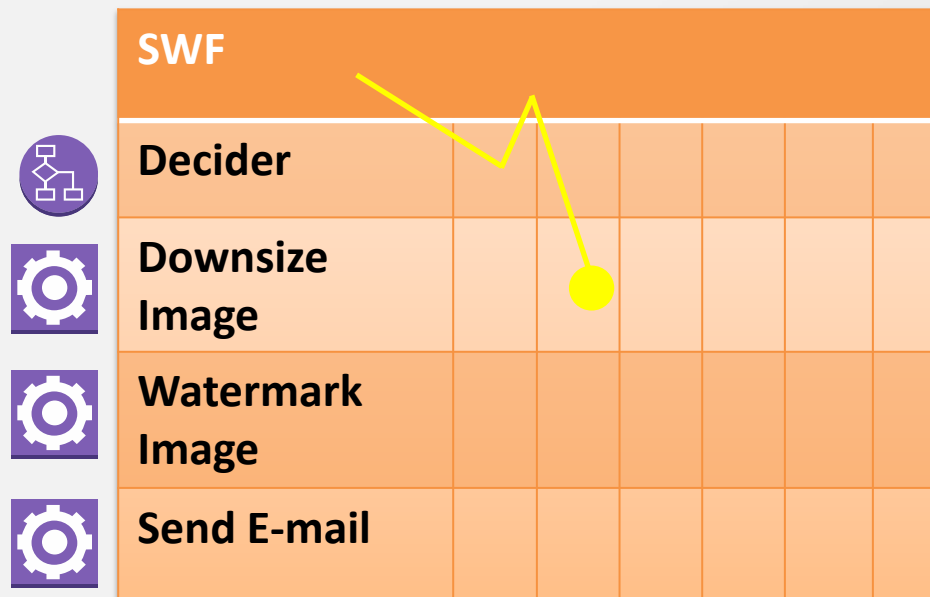 SWF
Decider
Downsize
Image
Watermark
Image
Send E-mail